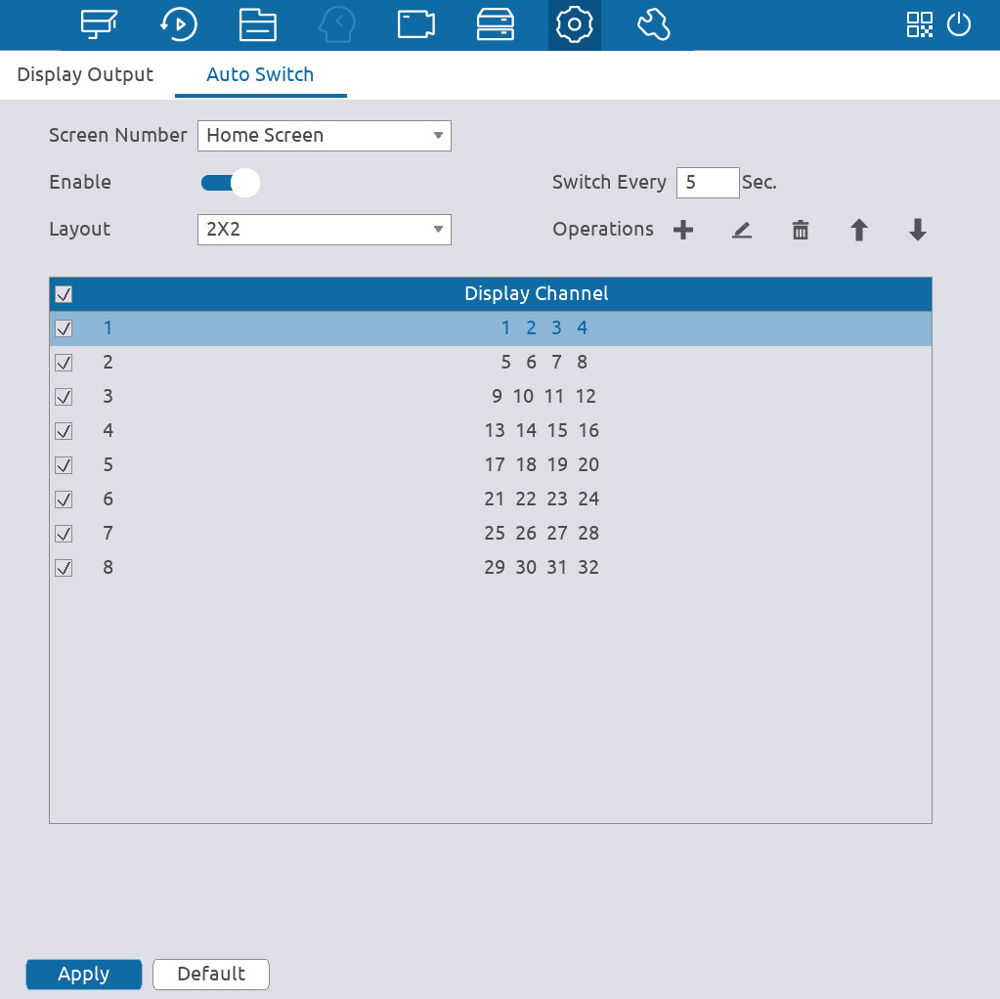 Display Output Auto Switch
Screen Number Home Screen
Enable Switch Every 5 Sec.
Layout 2X2 Operations
Display Channel
1 1 2 3 4
2 5 6 7 8
3 9 10 11 12
4 13 14 15 16
5 17 18 19 20
6 21 22 23 24
7 25 26 27 28
8 29 30 31 32
Apply Default